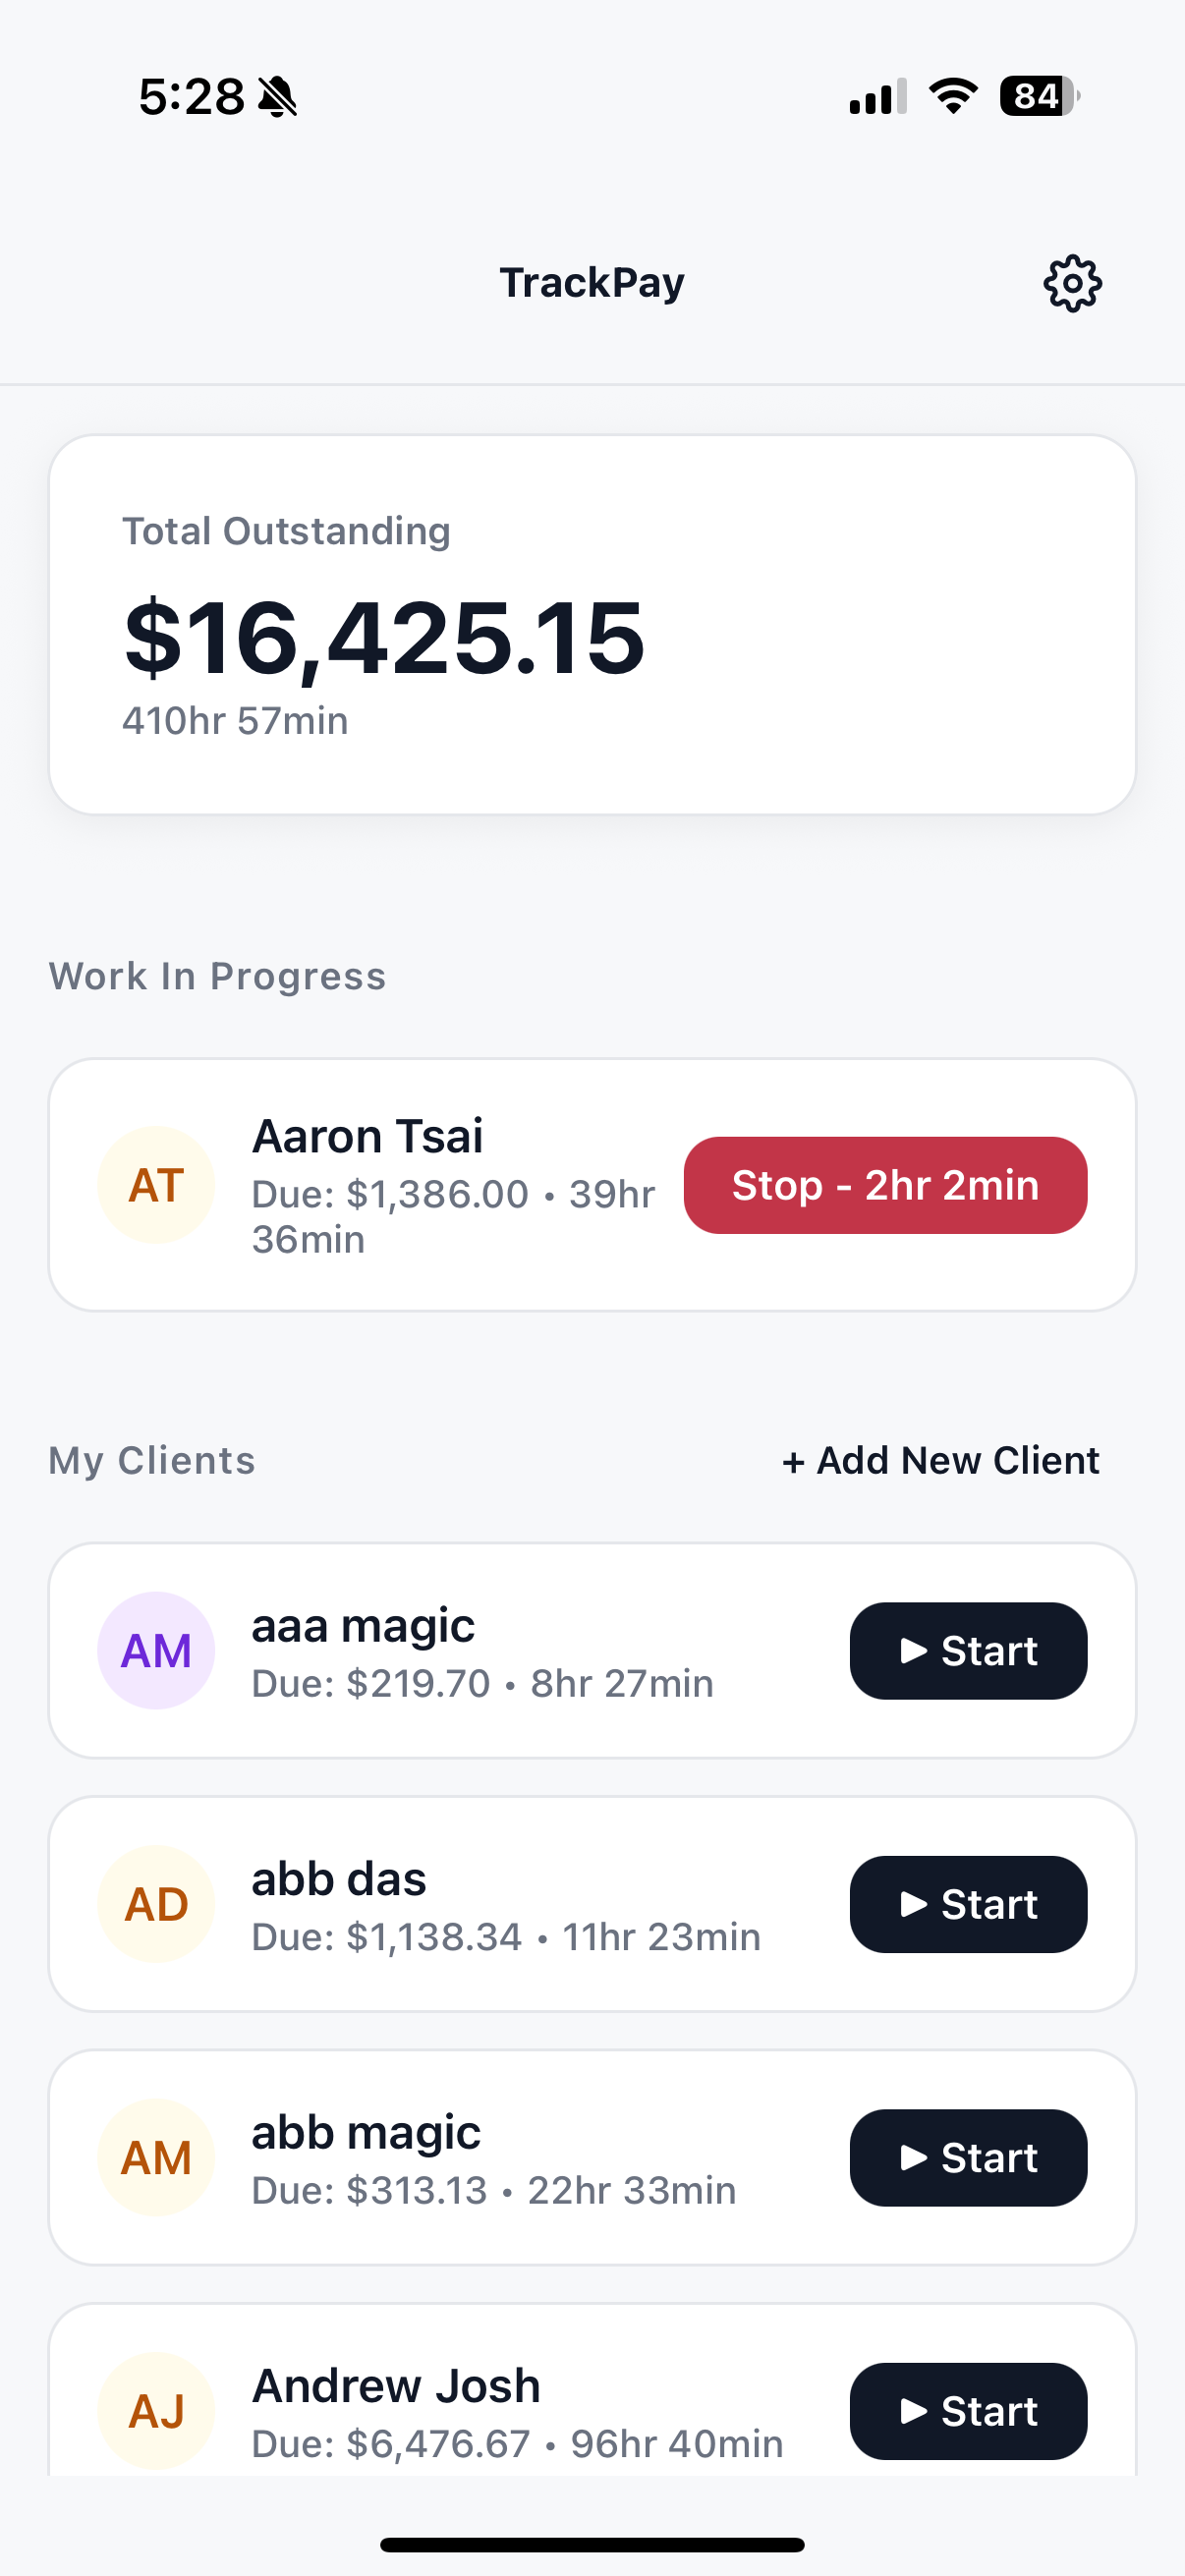 5:28
84
TrackPay
Total Outstanding
$16,425.15
410hr 57min
Work In Progress
AT
Aaron Tsai
Due: $1,386.00 • 39hr
36min
Stop - 2hr 2min
My Clients
+ Add New Client
AM
aaa magic
Due: $219.70 • 8hr 27min
Start
AD
abb das
Due: $1,138.34 • 11hr 23min
Start
AM
abb magic
Due: $313.13 • 22hr 33min
Start
AJ
Andrew Josh
Due: $6,476.67 • 96hr 40min
Start